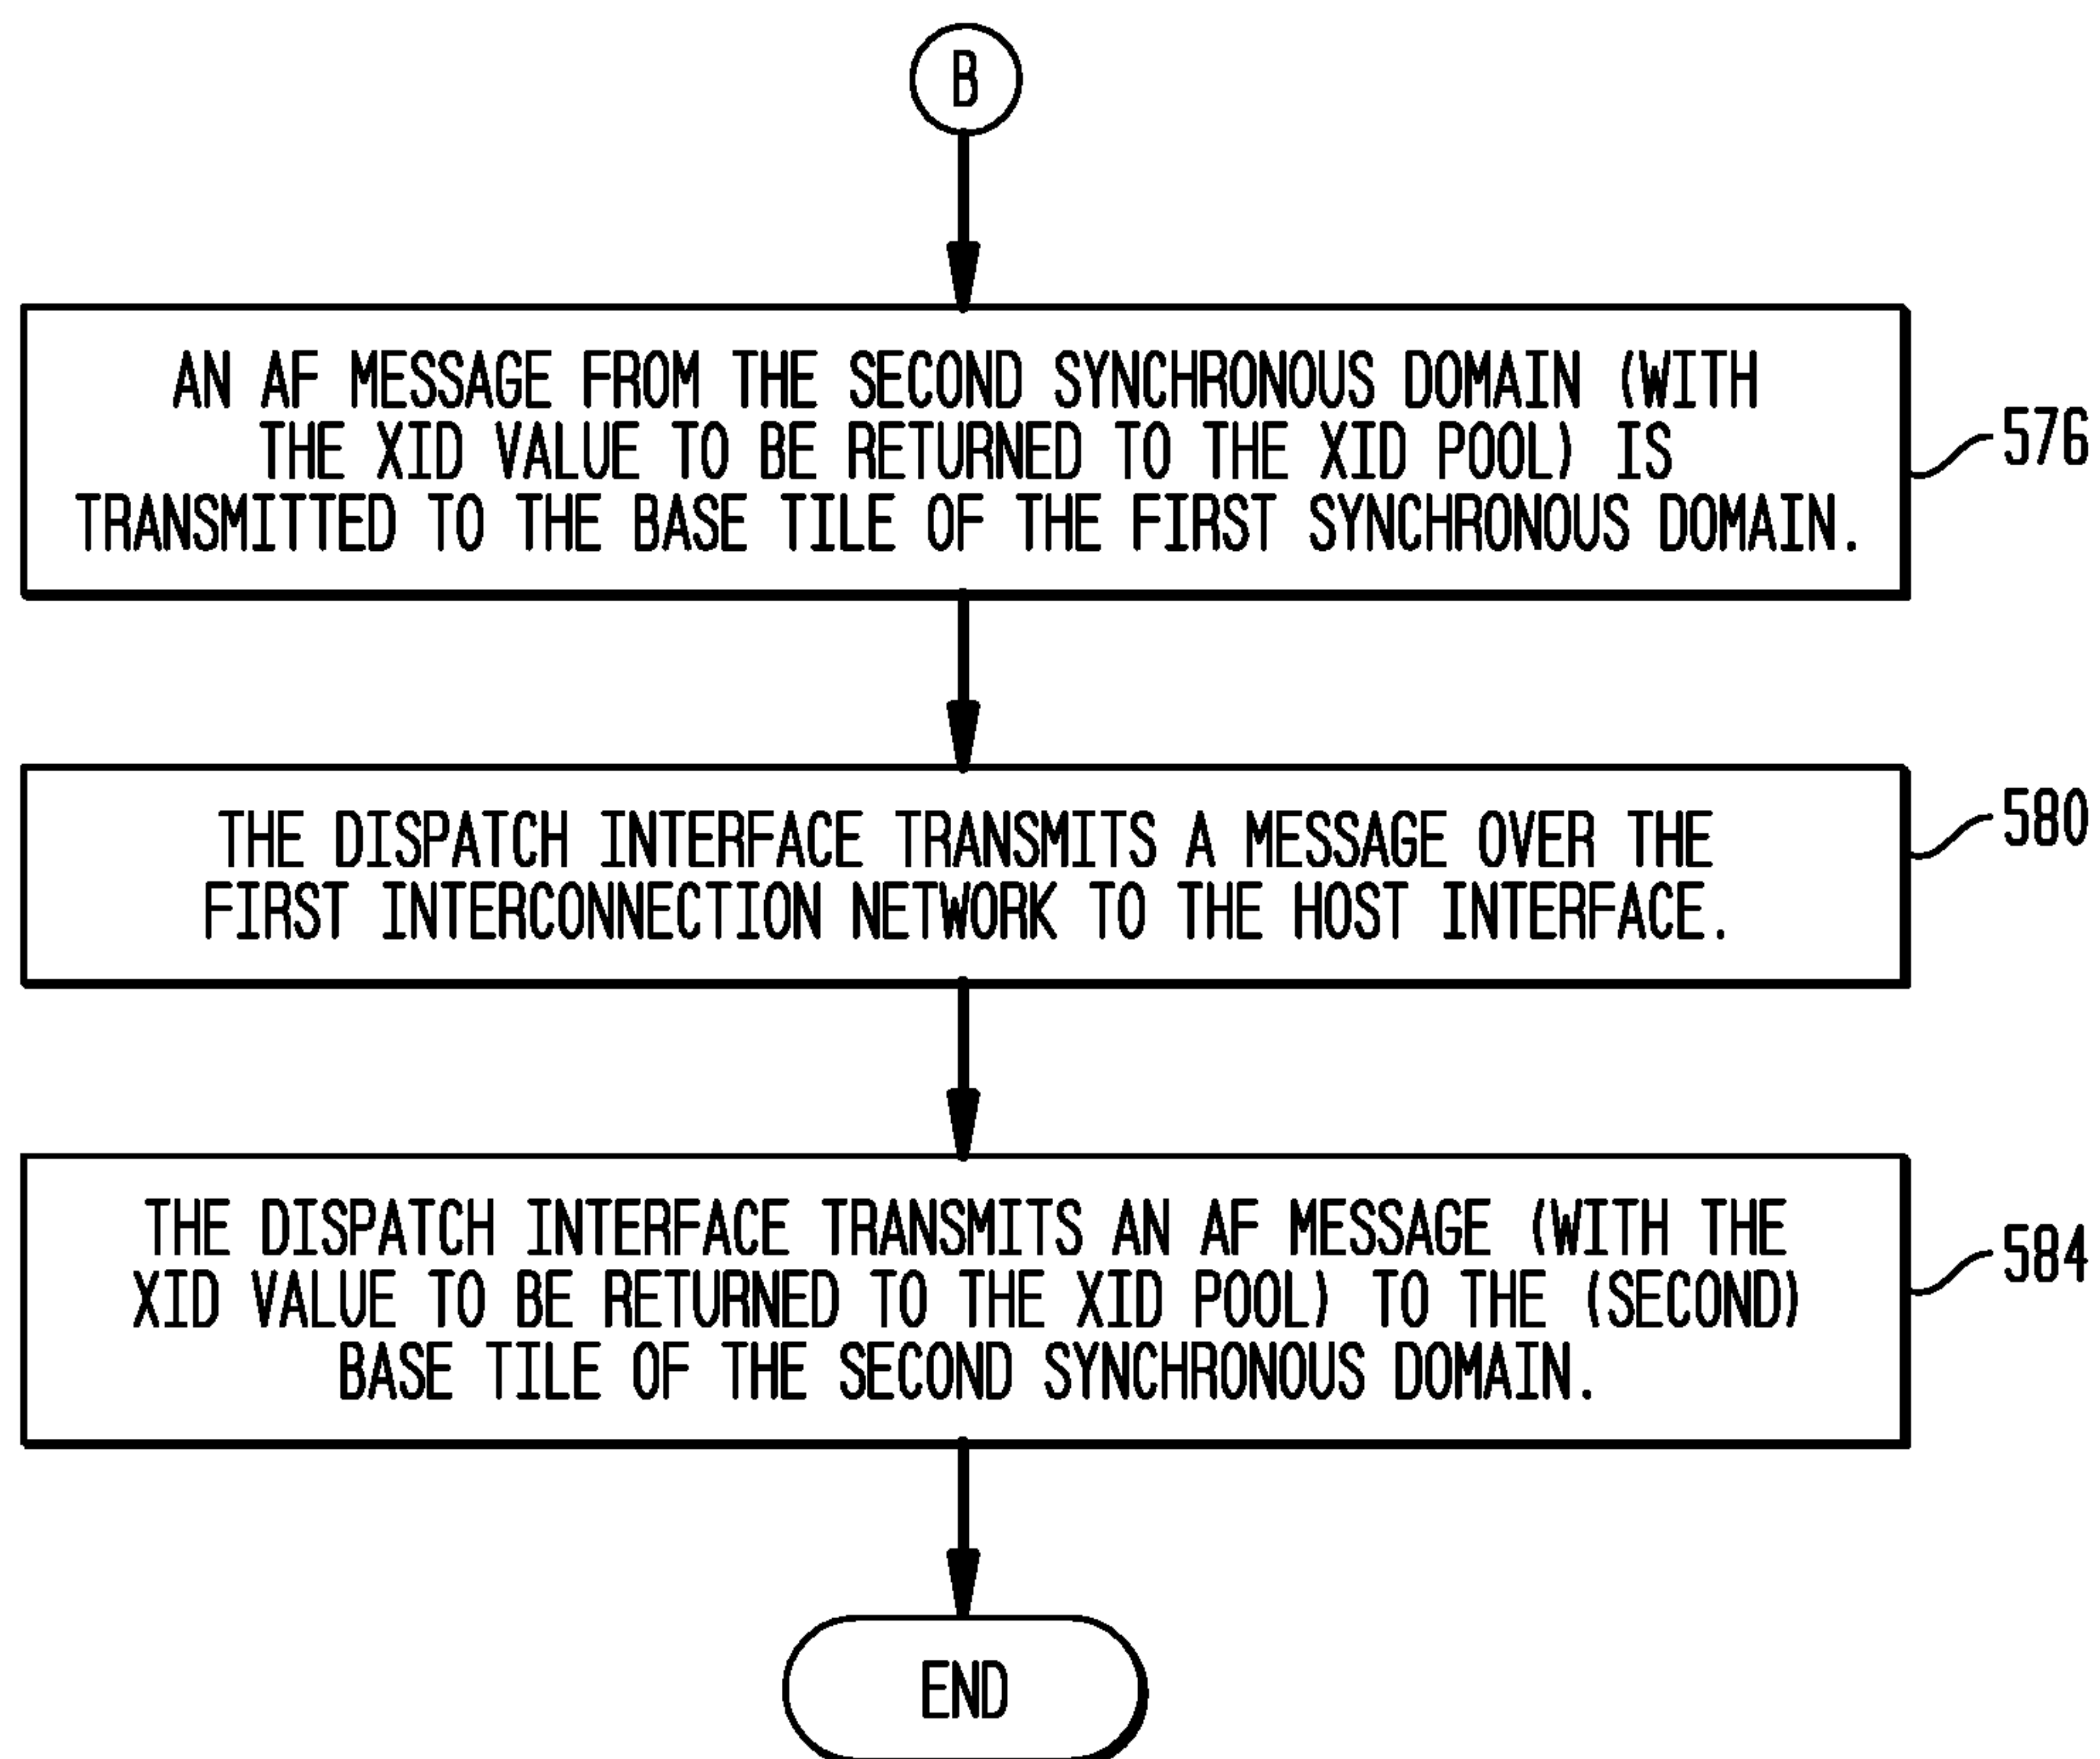 B
AN AF MESSAGE FROM THE SECOND SYNCHRONOUS DOMAIN (WITH
THE XID VALUE TO BE RETURNED TO THE XID POOL) IS
TRANSMITTED TO THE BASE TILE OF THE FIRST SYNCHRONOUS DOMAIN.
576
THE DISPATCH INTERFACE TRANSMITS A MESSAGE OVER THE
FIRST INTERCONNECTION NETWORK TO THE HOST INTERFACE.
580
THE DISPATCH INTERFACE TRANSMITS AN AF MESSAGE (WITH THE
XID VALUE TO BE RETURNED TO THE XID POOL) TO THE (SECOND)
BASE TILE OF THE SECOND SYNCHRONOUS DOMAIN.
584
END